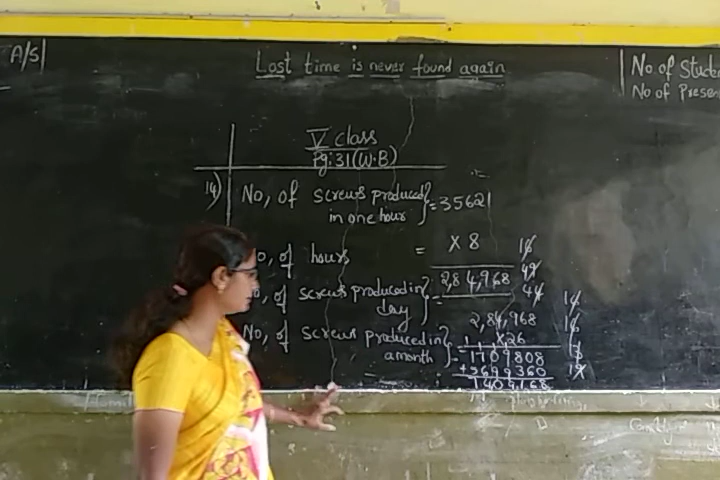 A/S
Lost time is never found again
No of Stude
No of Presen
V class
Pg:31(W.B)
14) No, of screws produced in one hour } = 35621
No, of hours = X 8
2,84,968
No, of screws produced in day } =
2,84,968
No, of screws produced in a month } = X 26
1709808
+5699360
7409168